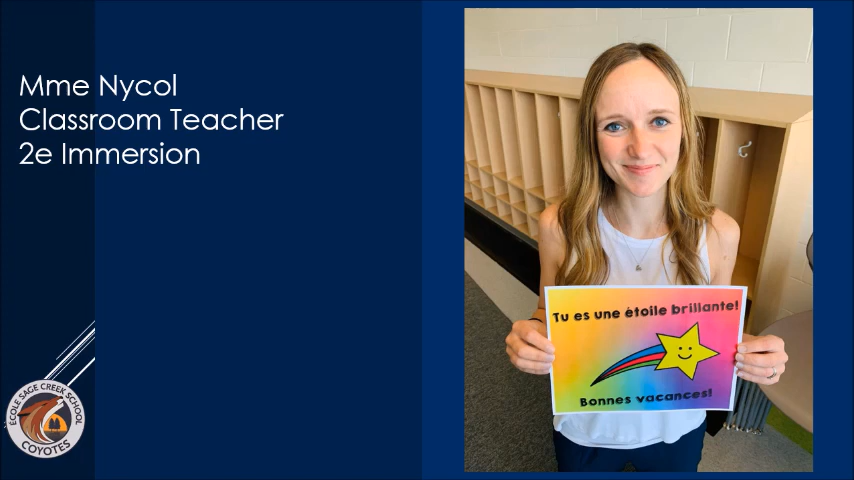 Mme Nycol
Classroom Teacher
2e Immersion
Tu es une étoile brillante!
Bonnes vacances!
ÉCOLE SAGE CREEK SCHOOL
COYOTES